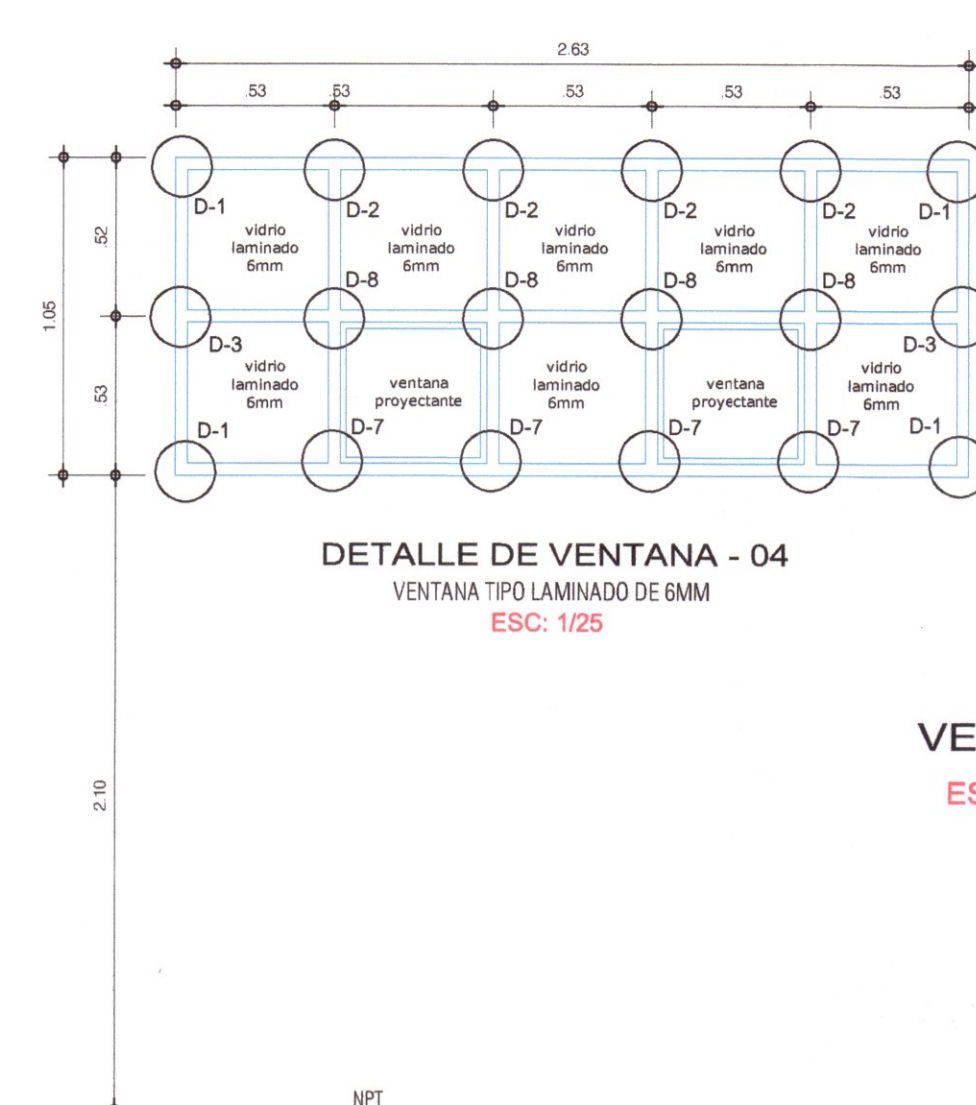 2.63
.53 .53 .53 .53 .53
D-1 D-2 D-2 D-2 D-2 D-1
vidrio vidrio vidrio vidrio vidrio
laminado laminado laminado laminado laminado
6mm 6mm 6mm 6mm 6mm
.52
1.05
D-8 D-8 D-8 D-8
D-3 D-3
vidrio ventana vidrio ventana vidrio
laminado proyectante laminado proyectante laminado
6mm 6mm 6mm
.53
D-1 D-7 D-7 D-7 D-7 D-1
DETALLE DE VENTANA - 04
VENTANA TIPO LAMINADO DE 6MM
ESC: 1/25
VE
ES
2.10
NPT